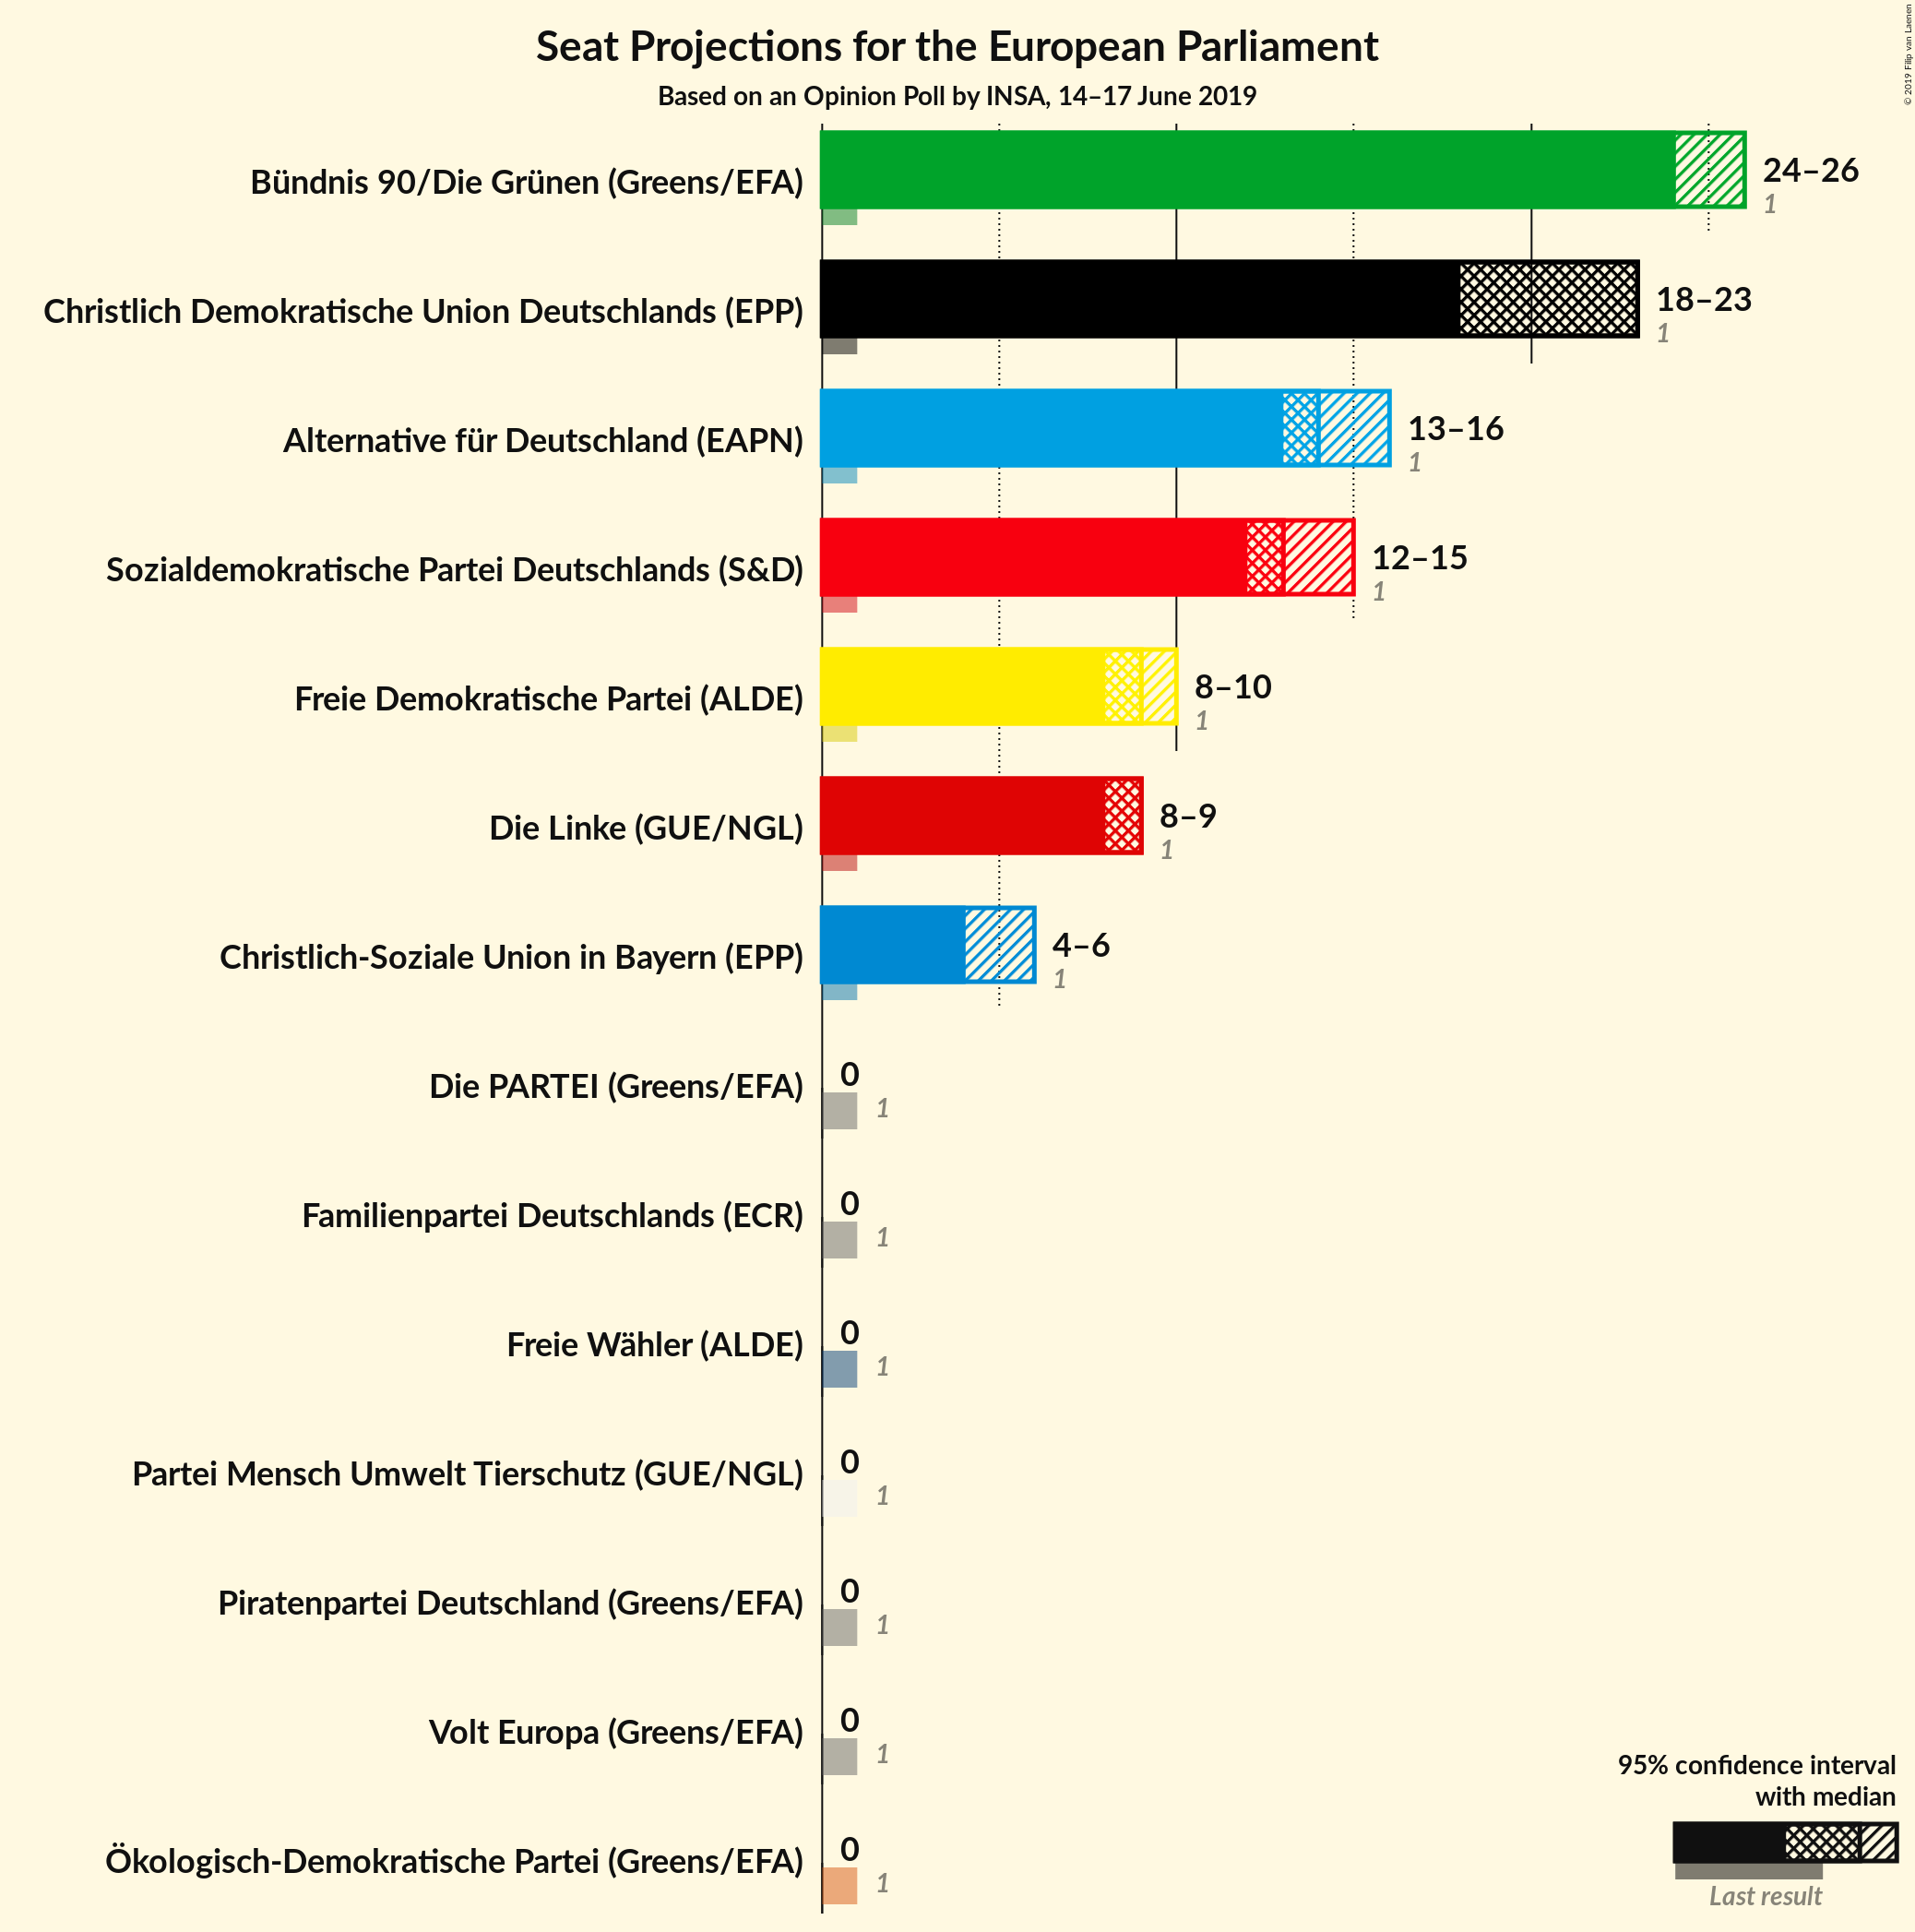 Seat Projections for the European Parliament
Based on an Opinion Poll by INSA, 14–17 June 2019
© 2019 Filip van Laenen
Bündnis 90/Die Grünen (Greens/EFA)
24–26
1
Christlich Demokratische Union Deutschlands (EPP)
18–23
1
Alternative für Deutschland (EAPN)
13–16
1
Sozialdemokratische Partei Deutschlands (S&D)
12–15
1
Freie Demokratische Partei (ALDE)
8–10
1
Die Linke (GUE/NGL)
8–9
1
Christlich-Soziale Union in Bayern (EPP)
4–6
1
Die PARTEI (Greens/EFA)
0
1
Familienpartei Deutschlands (ECR)
0
1
Freie Wähler (ALDE)
0
1
Partei Mensch Umwelt Tierschutz (GUE/NGL)
0
1
Piratenpartei Deutschland (Greens/EFA)
0
1
Volt Europa (Greens/EFA)
0
1
Ökologisch-Demokratische Partei (Greens/EFA)
0
1
95% confidence interval
with median
Last result